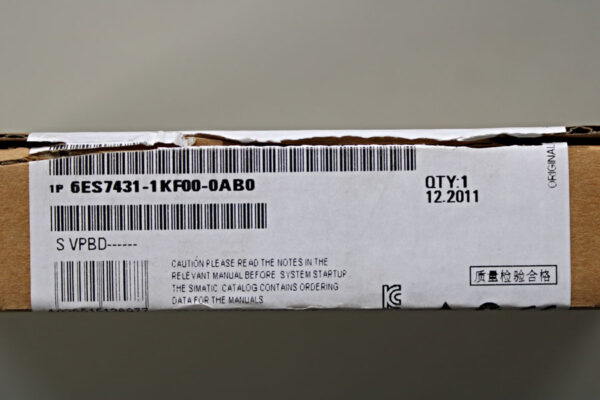 ORIGINAL
1P 6ES7431-1KF00-0AB0
QTY:1
12.2011
S VPBD------
CAUTION PLEASE READ THE NOTES IN THE
RELEVANT MANUAL BEFORE SYSTEM STARTUP
THE SIMATIC CATALOG CONTAINS ORDERING
DATA FOR THE MANUALS
质量检验合格